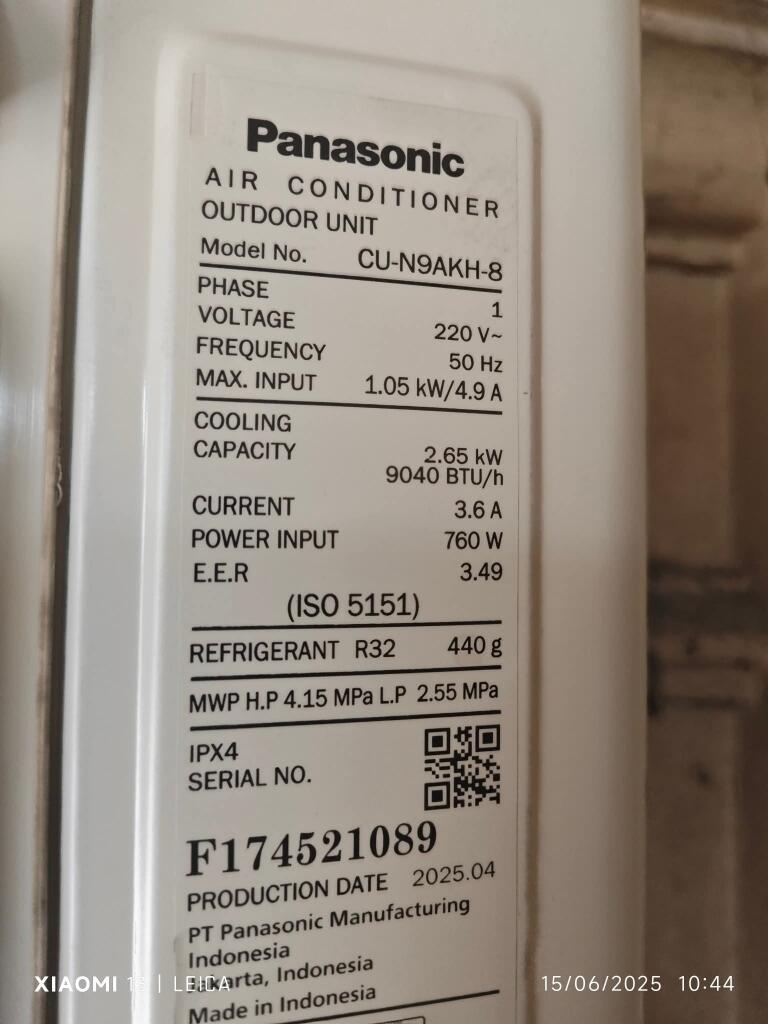 Panasonic
AIR CONDITIONER
OUTDOOR UNIT
Model No. CU-N9AKH-8
PHASE 1
VOLTAGE 220 V~
FREQUENCY 50 Hz
MAX. INPUT 1.05 kW/4.9 A
COOLING
CAPACITY 2.65 kW
9040 BTU/h
CURRENT 3.6 A
POWER INPUT 760 W
E.E.R 3.49
(ISO 5151)
REFRIGERANT R32 440 g
MWP H.P 4.15 MPa L.P 2.55 MPa
IPX4
SERIAL NO.
F174521089
PRODUCTION DATE 2025.04
PT Panasonic Manufacturing
Indonesia
Jakarta, Indonesia
Made in Indonesia
XIAOMI | LEICA
15/06/2025 10:44